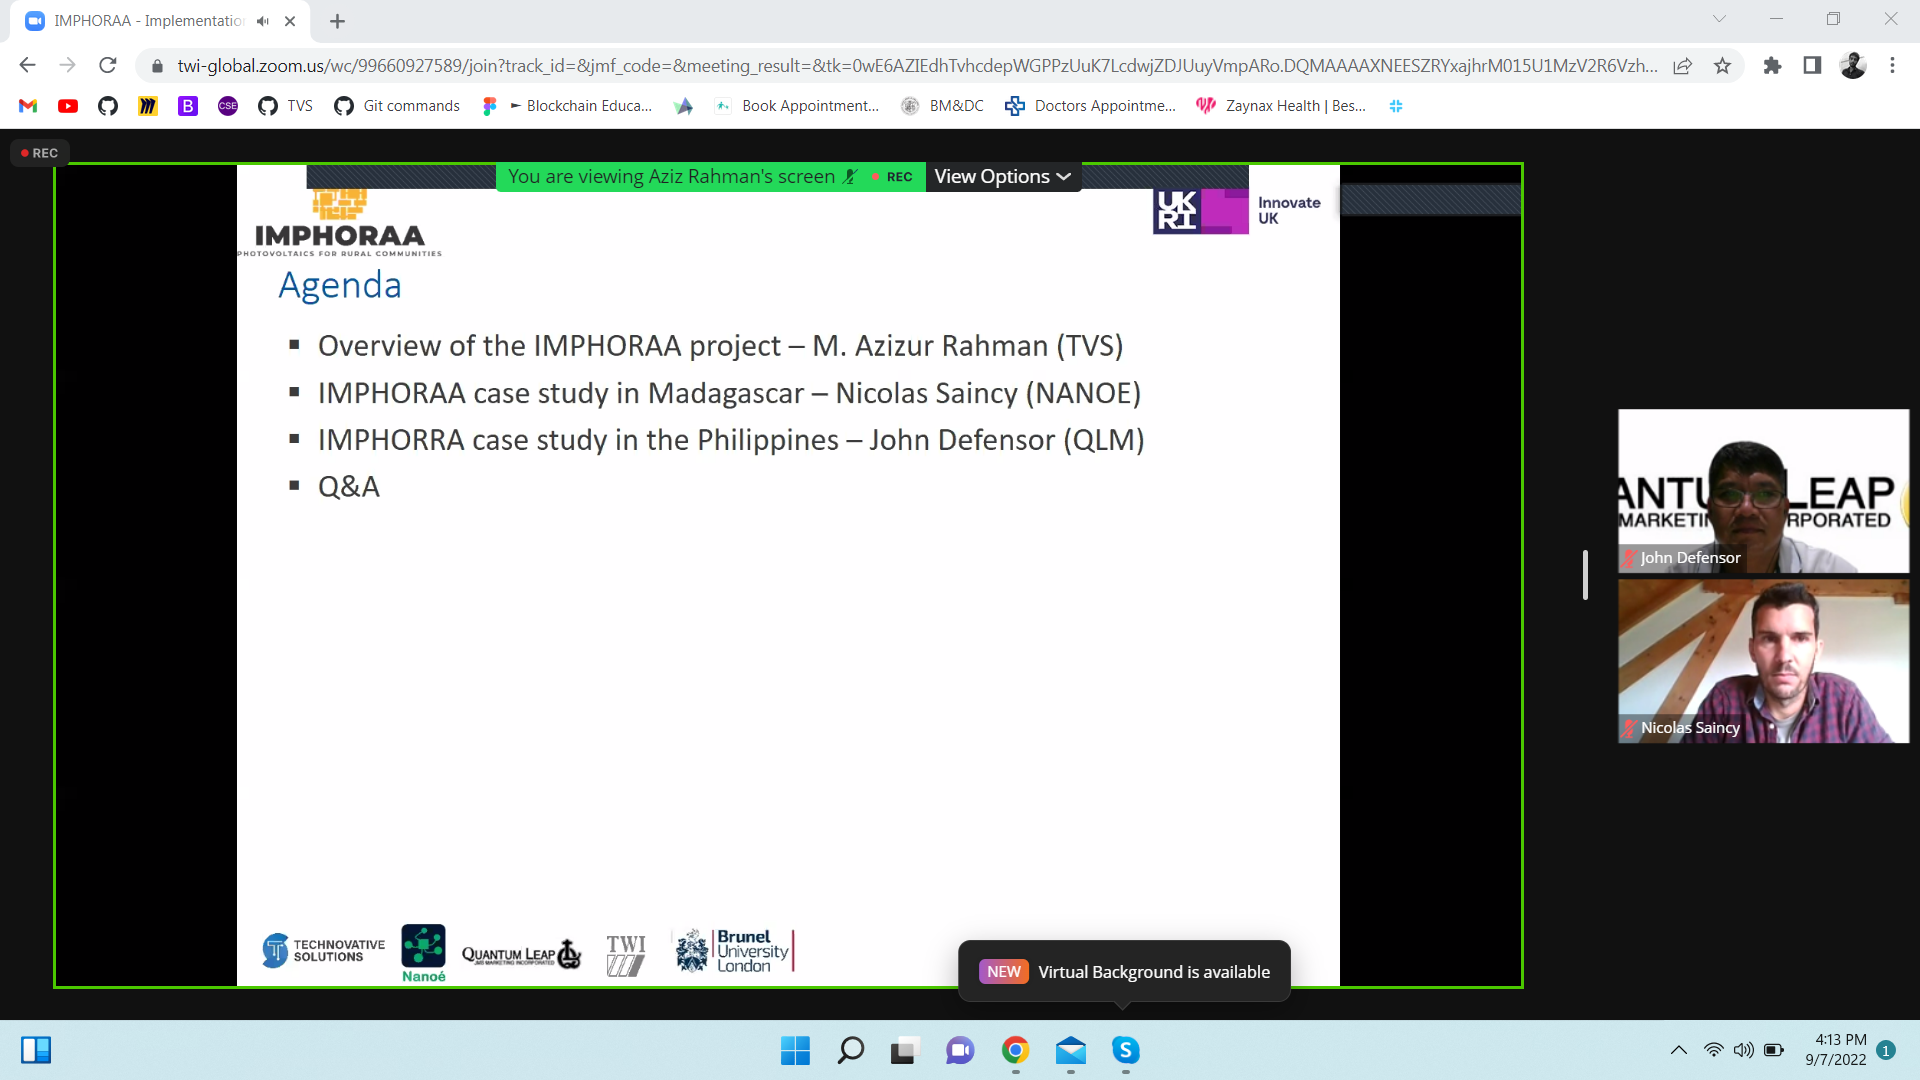 IMPHORAA - Implementatio
twi-global.zoom.us/wc/99660927589/join?track_id=&jmf_code=&meeting_result=&tk=0wE6AZIEdhTvhcdepWGPPzUuK7LcdwjZDJUuyVmpARo.DQMAAAAXNEESZRYxajhrM015U1MzV2R6Vzh...
B
CSE
TVS
Git commands
► Blockchain Educa...
Book Appointment...
BM&DC
Doctors Appointme...
Zaynax Health | Bes...
REC
You are viewing Aziz Rahman's screen
REC
View Options
IMPHORAA
PHOTOVOLTAICS FOR RURAL COMMUNITIES
UKRI
Innovate
UK
Agenda
▪ Overview of the IMPHORAA project – M. Azizur Rahman (TVS)
▪ IMPHORAA case study in Madagascar – Nicolas Saincy (NANOE)
▪ IMPHORRA case study in the Philippines – John Defensor (QLM)
▪ Q&A
ANTU LEAP
MARKETI RPORATED
John Defensor
Nicolas Saincy
TECHNOVATIVE
SOLUTIONS
Nanoé
QUANTUM LEAP
JMS MARKETING INCORPORATED
TWI
Brunel
University
London
NEW Virtual Background is available
4:13 PM
9/7/2022
1